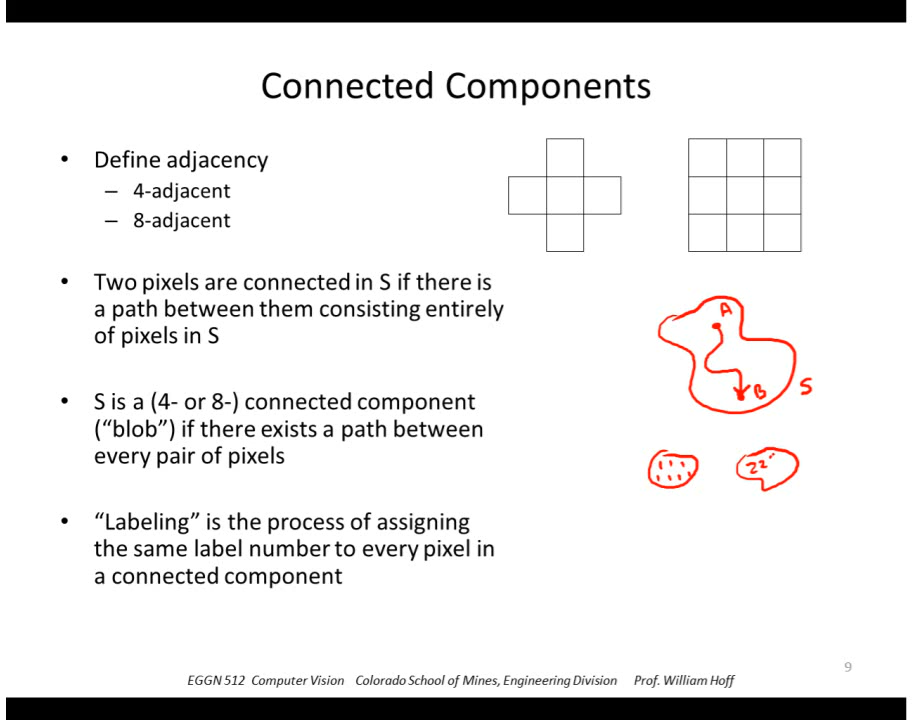 Connected Components
• Define adjacency
– 4-adjacent
– 8-adjacent
• Two pixels are connected in S if there is
a path between them consisting entirely
of pixels in S
A
B
S
• S is a (4- or 8-) connected component
(“blob”) if there exists a path between
every pair of pixels
22
• “Labeling” is the process of assigning
the same label number to every pixel in
a connected component
9
EGGN 512 Computer Vision Colorado School of Mines, Engineering Division Prof. William Hoff